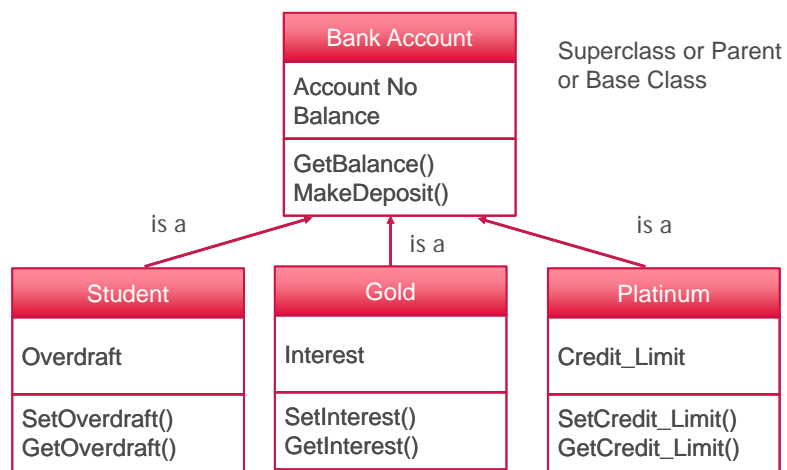 Bank Account
Superclass or Parent
or Base Class
Account No
Balance
GetBalance()
MakeDeposit()
is a
is a
is a
Student
Overdraft
SetOverdraft()
GetOverdraft()
Gold
Interest
SetInterest()
GetInterest()
Platinum
Credit_Limit
SetCredit_Limit()
GetCredit_Limit()